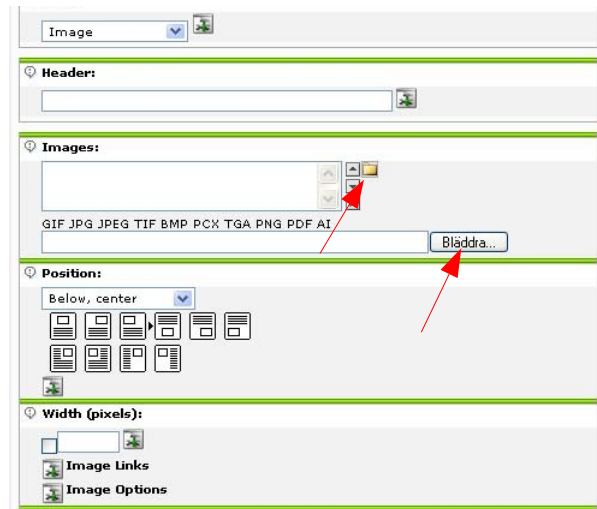 Image
Header:
Images:
GIF JPG JPEG TIF BMP PCX TGA PNG PDF AI
Bläddra...
Position:
Below, center
Width (pixels):
Image Links
Image Options